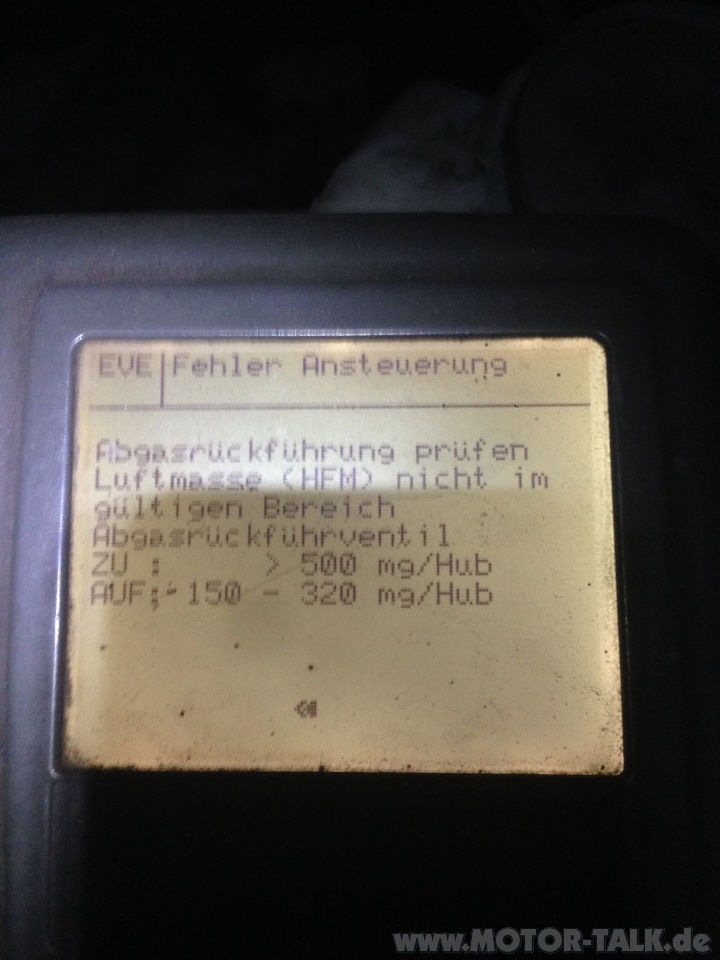 EVE Fehler Ansteuerung
Abgasrückführung prüfen
Luftmasse (HFM) nicht im
gültigen Bereich
Abgasrückführventil
ZU : > 500 mg/Hub
AUF: 150 - 320 mg/Hub
www.MOTOR-TALK.de